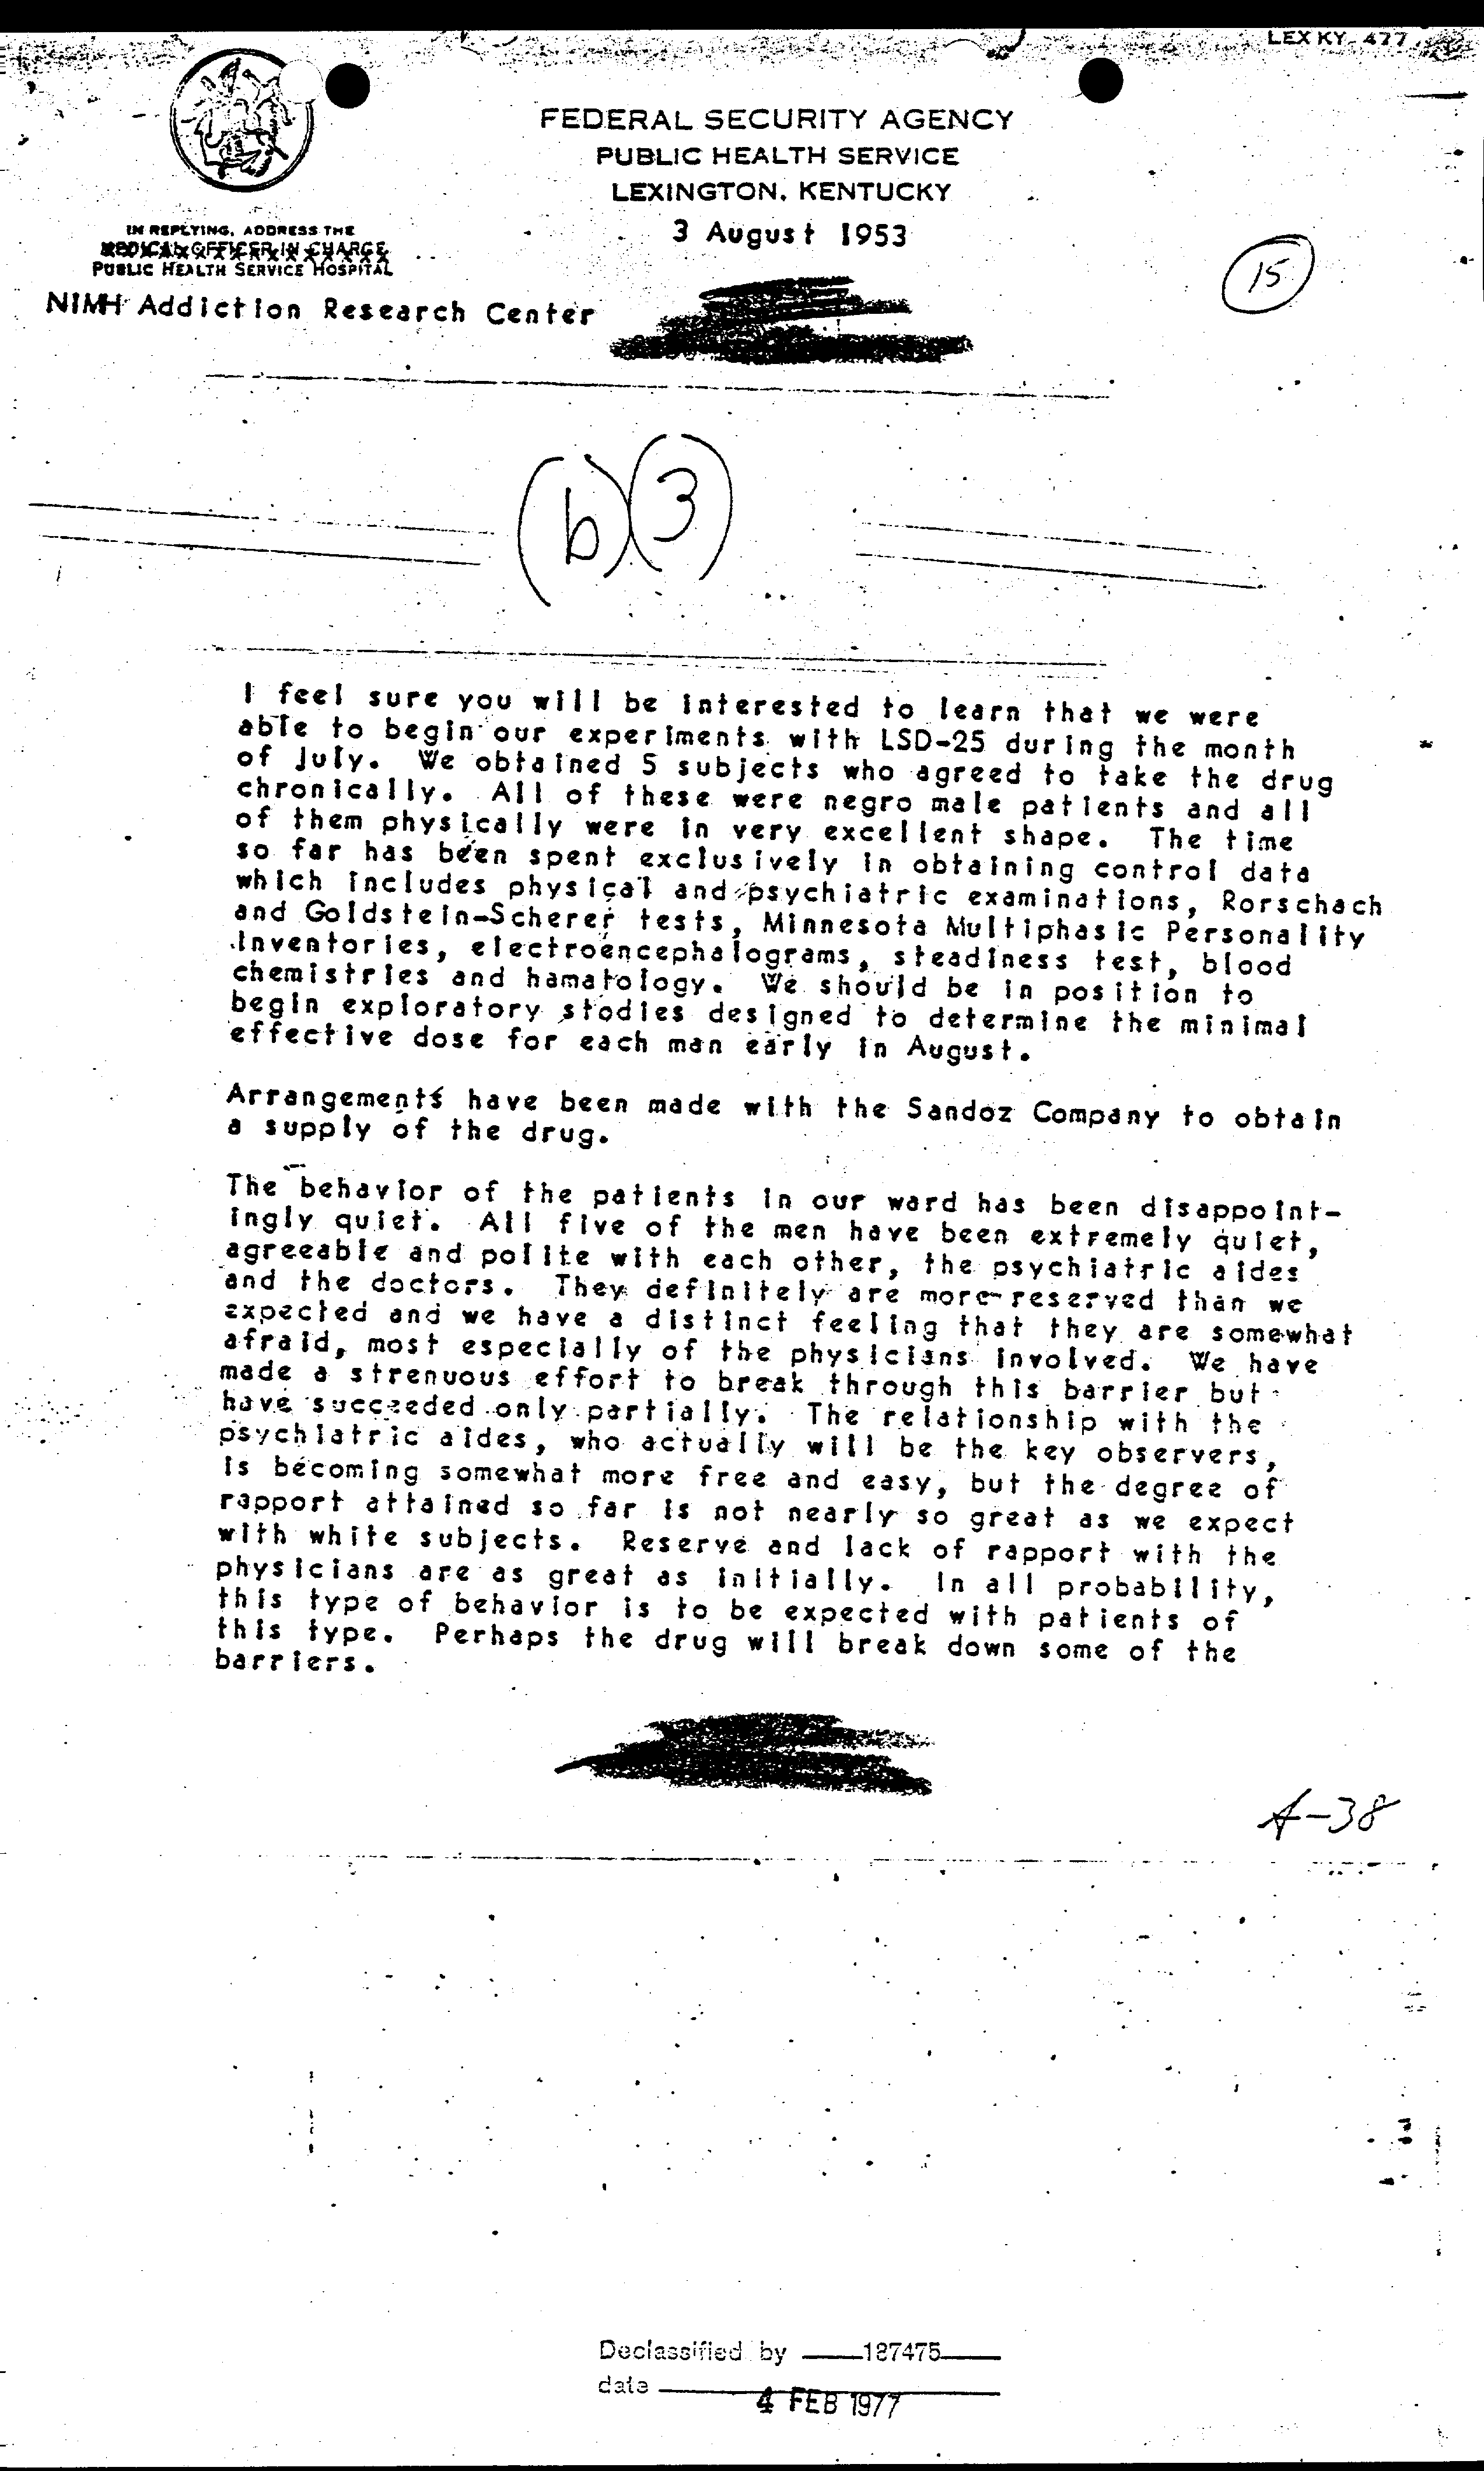 LEX KY- 477
FEDERAL SECURITY AGENCY
PUBLIC HEALTH SERVICE
LEXINGTON, KENTUCKY
3 August 1953
IN REPLYING, ADDRESS THE
MEDICAL OFFICER IN CHARGE
PUBLIC HEALTH SERVICE HOSPITAL
NIMH Addiction Research Center
15
(b)(3)
I feel sure you will be interested to learn that we were
able to begin our experiments with LSD-25 during the month
of July. We obtained 5 subjects who agreed to take the drug
chronically. All of these were negro male patients and all
of them physically were in very excellent shape. The time
so far has been spent exclusively in obtaining control data
which includes physical and psychiatric examinations, Rorschach
and Goldstein-Scherer tests, Minnesota Multiphasic Personality
Inventories, electroencephalograms, steadiness test, blood
chemistries and hamatology. We should be in position to
begin exploratory stodies designed to determine the minimal
effective dose for each man early in August.
Arrangements have been made with the Sandoz Company to obtain
a supply of the drug.
The behavior of the patients in our ward has been disappoint-
ingly quiet. All five of the men have been extremely quiet,
agreeable and polite with each other, the psychiatric aides
and the doctors. They definitely are more reserved than we
expected and we have a distinct feeling that they are somewhat
afraid, most especially of the physicians involved. We have
made a strenuous effort to break through this barrier but
have succeeded only partially. The relationship with the
psychiatric aides, who actually will be the key observers,
is becoming somewhat more free and easy, but the degree of
rapport attained so far is not nearly so great as we expect
with white subjects. Reserve and lack of rapport with the
physicians are as great as initially. In all probability,
this type of behavior is to be expected with patients of
this type. Perhaps the drug will break down some of the
barriers.
A-38
Declassified by 187475
date 4 FEB 1977